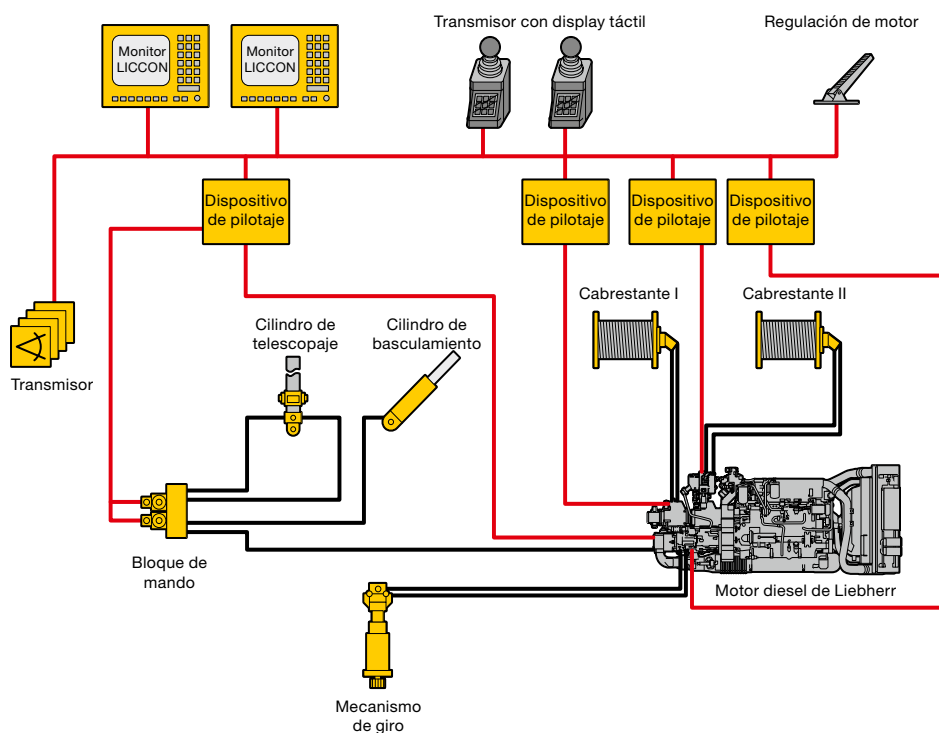 Transmisor con display táctil
Regulación de motor
Monitor
LICCON
Monitor
LICCON
Dispositivo
de pilotaje
Dispositivo
de pilotaje
Dispositivo
de pilotaje
Dispositivo
de pilotaje
Cabrestante I
Cabrestante II
Cilindro de
telescopaje
Cilindro de
basculamiento
Transmisor
Bloque de
mando
Motor diesel de Liebherr
Mecanismo
de giro